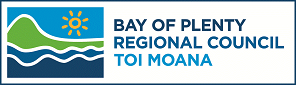 BAY OF PLENTY
REGIONAL COUNCIL
TOI MOANA